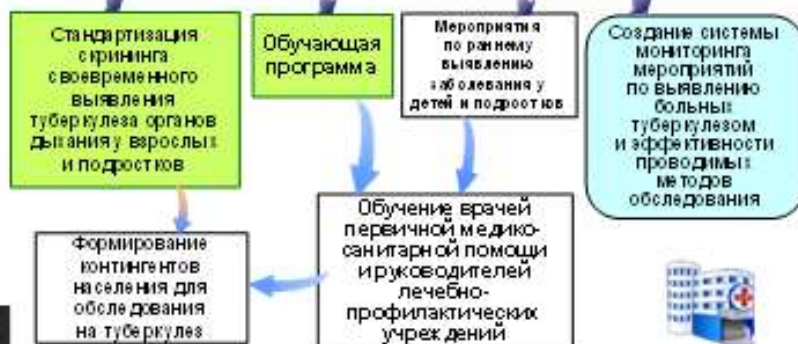 Стандартизация
скрининга
своевременного
выявления
туберкулеза органов
дыхания у взрослых
и подростков
Обучающая
программа
Мероприятия
по раннему
выявлению
заболевания у
детей и подростков
Создание системы
мониторинга
мероприятий
по выявлению
больных
туберкулезом
и эффективности
проводимых
методов
обследования
Формирование
контингентов
населения для
обследования
на туберкулез
Обучение врачей
первичной медико-
санитарной помощи
и руководителей
лечебно-
профилактических
учреждений